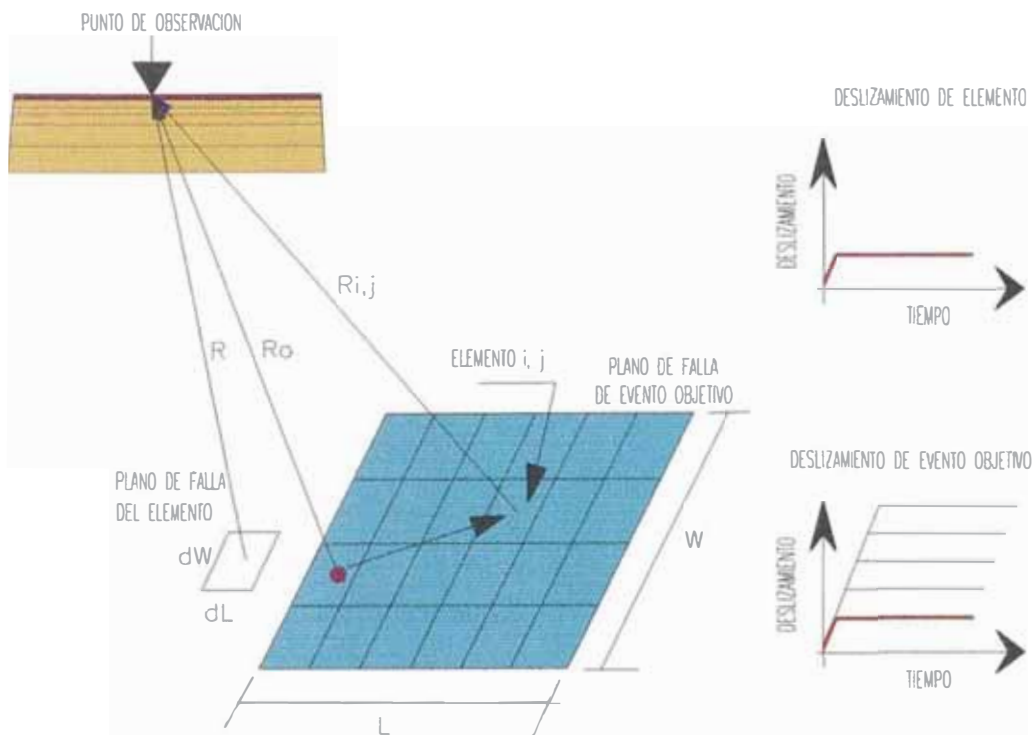 PUNTO DE OBSERVACION
DESLIZAMIENTO DE ELEMENTO
DESLIZAMIENTO
TIEMPO
Ri,j
R
Ro
ELEMENTO i, j
PLANO DE FALLA
DE EVENTO OBJETIVO
PLANO DE FALLA
DEL ELEMENTO
dW
dL
W
L
DESLIZAMIENTO DE EVENTO OBJETIVO
DESLIZAMIENTO
TIEMPO